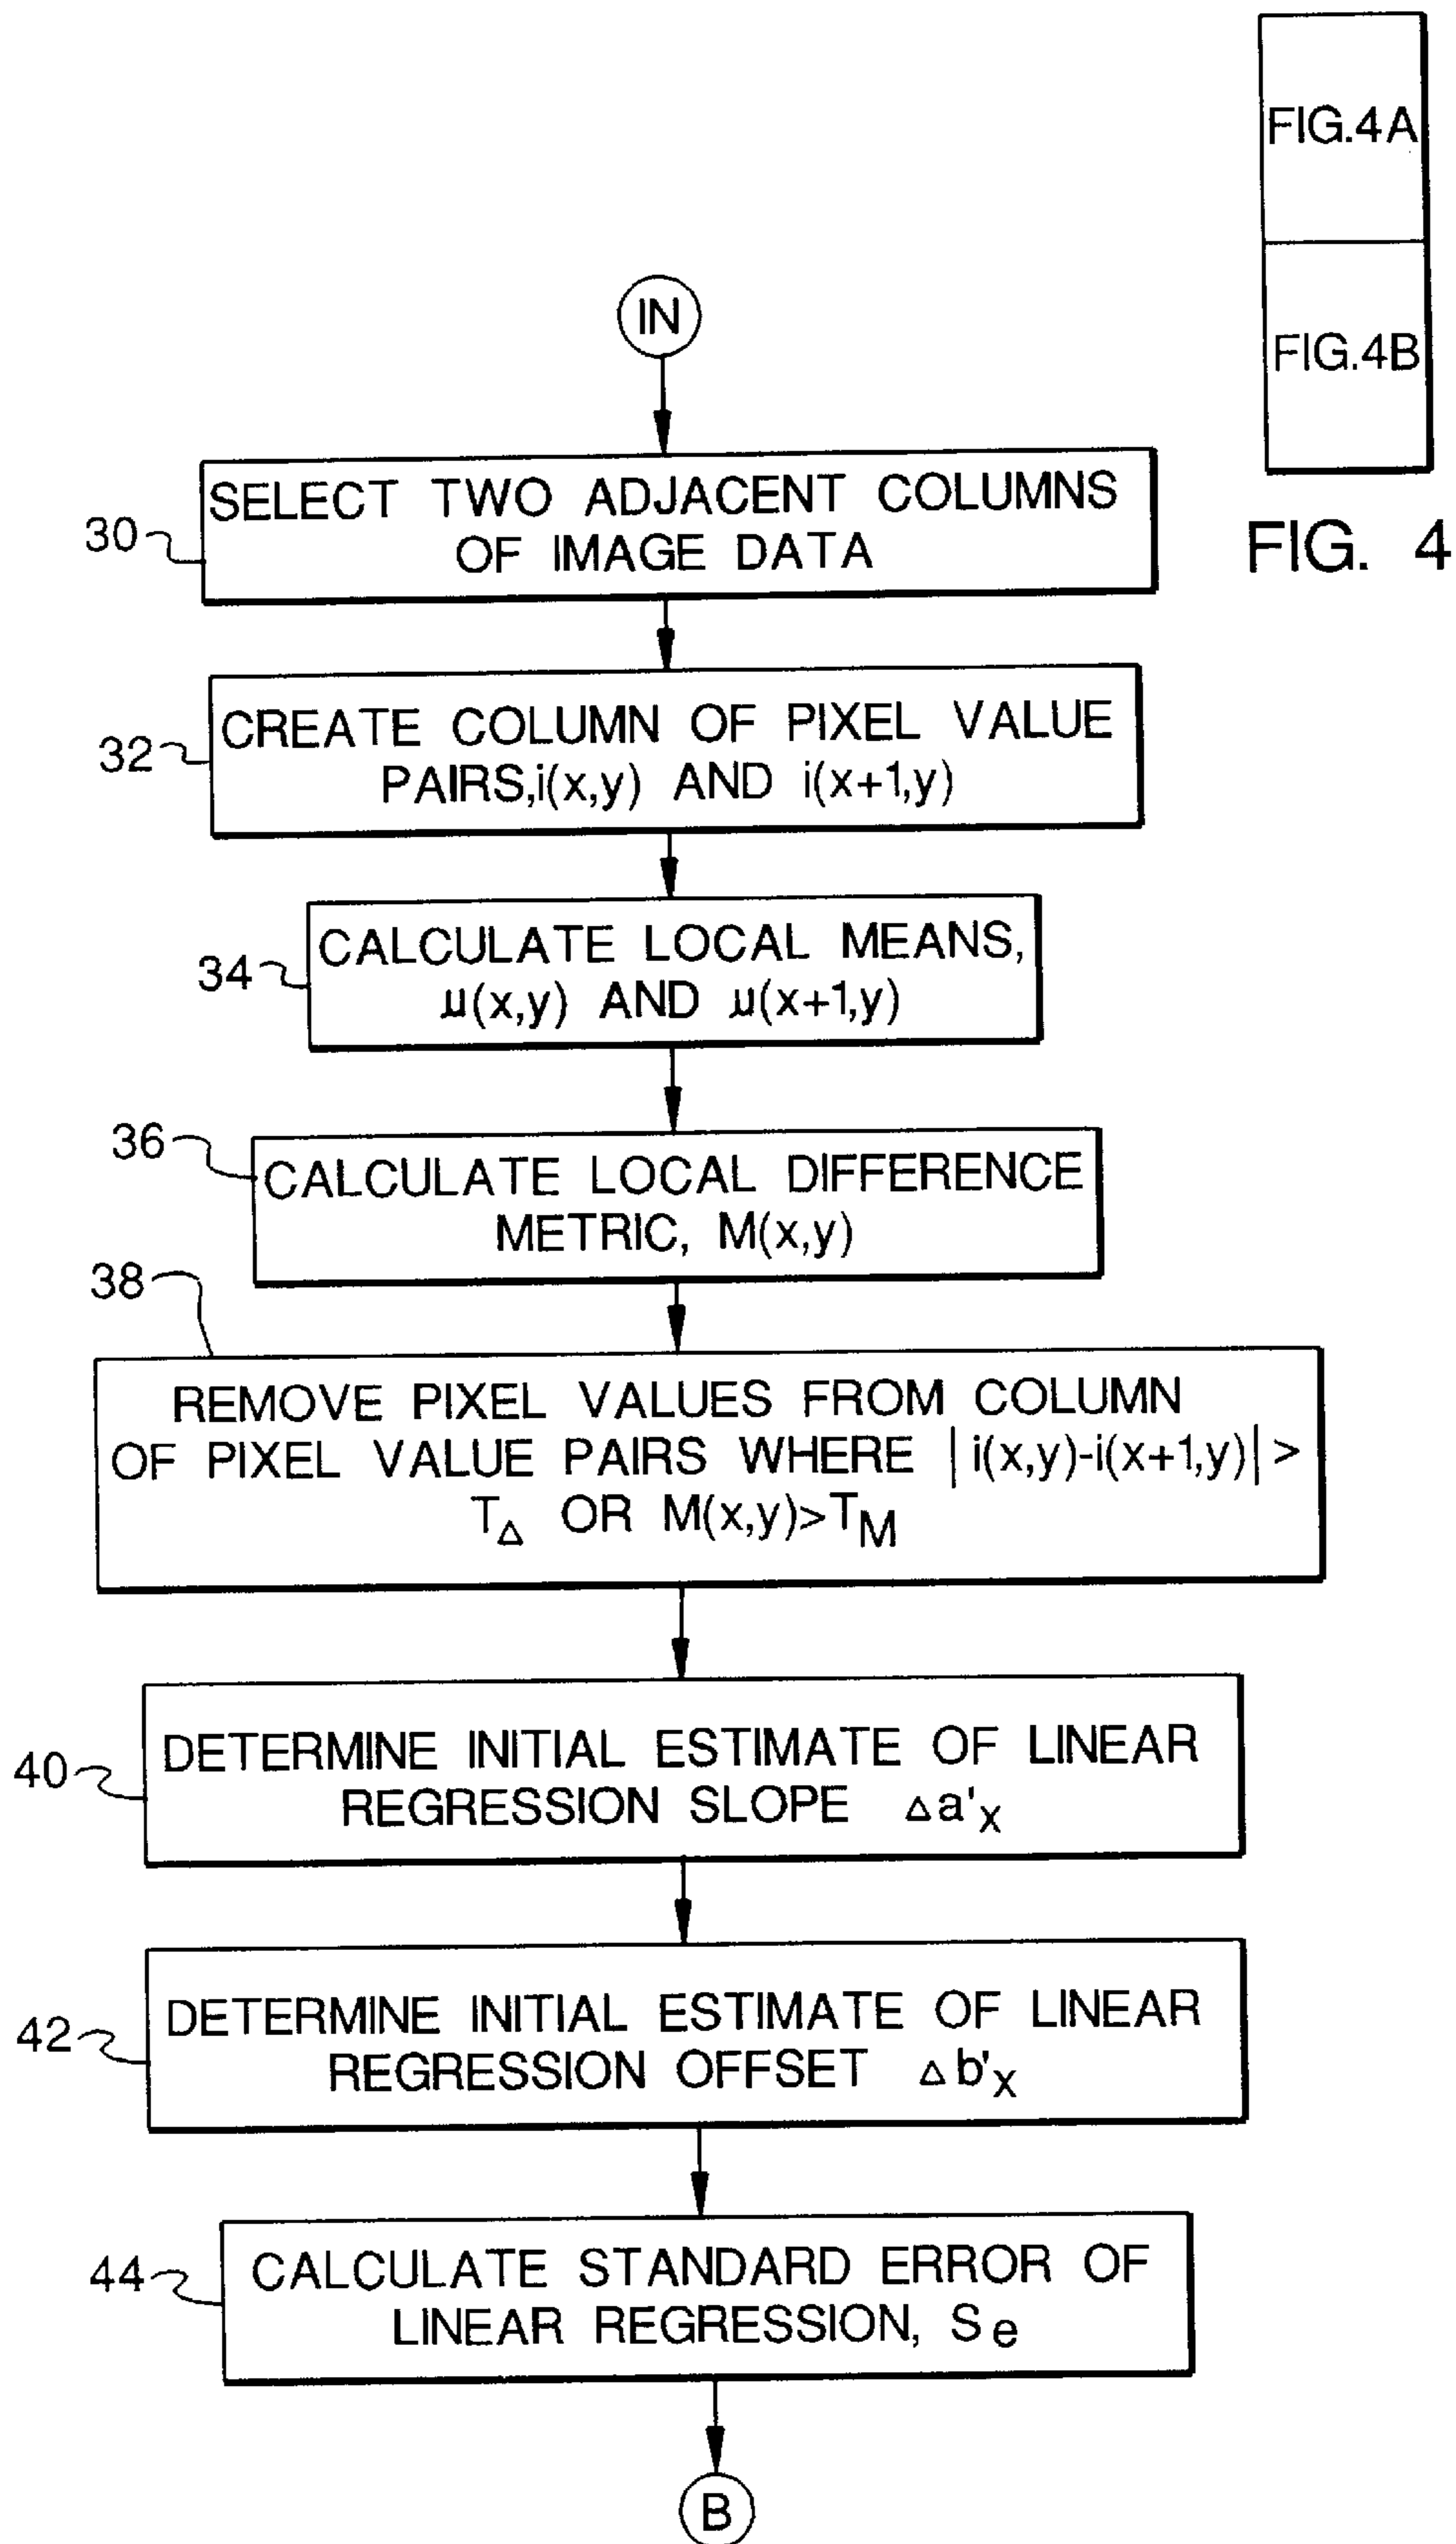 FIG.4A
FIG.4B
FIG. 4
IN
30
SELECT TWO ADJACENT COLUMNS
OF IMAGE DATA
32
CREATE COLUMN OF PIXEL VALUE
PAIRS,i(x,y) AND i(x+1,y)
34
CALCULATE LOCAL MEANS,
μ(x,y) AND μ(x+1,y)
36
CALCULATE LOCAL DIFFERENCE
METRIC, M(x,y)
38
REMOVE PIXEL VALUES FROM COLUMN
OF PIXEL VALUE PAIRS WHERE |i(x,y)-i(x+1,y)| >
T△ OR M(x,y)>TM
40
DETERMINE INITIAL ESTIMATE OF LINEAR
REGRESSION SLOPE △a'x
42
DETERMINE INITIAL ESTIMATE OF LINEAR
REGRESSION OFFSET △b'x
44
CALCULATE STANDARD ERROR OF
LINEAR REGRESSION, Se
B